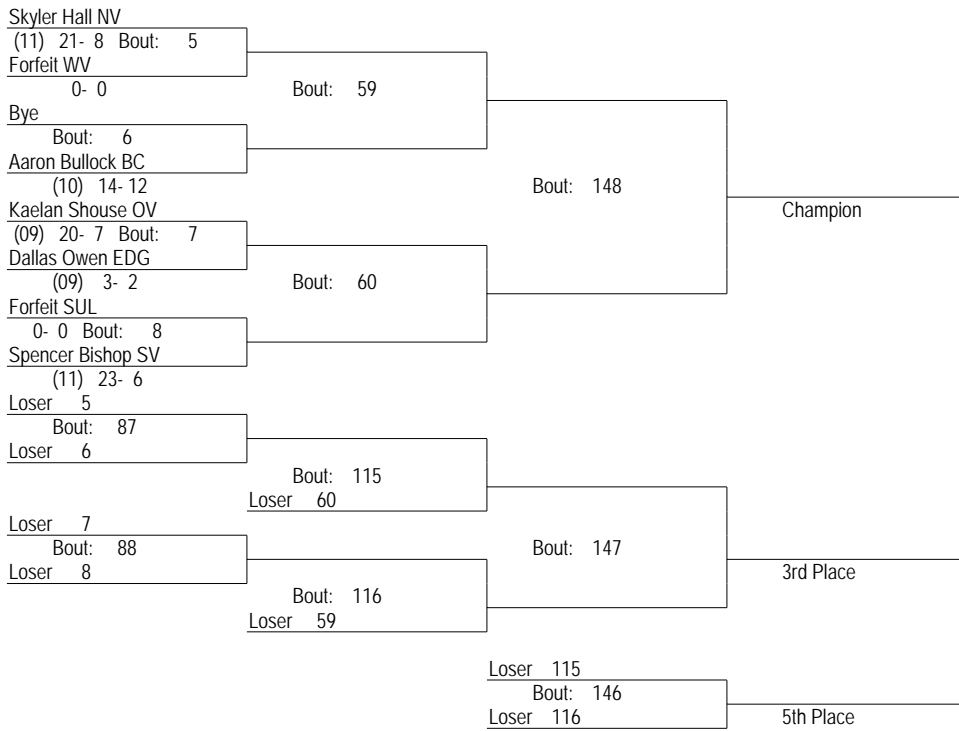 Skyler Hall NV
(11) 21- 8 Bout: 5
Forfeit WV
0- 0 Bout: 59
Bye
Bout: 6
Aaron Bullock BC
(10) 14- 12 Bout: 148
Kaelan Shouse OV Champion
(09) 20- 7 Bout: 7
Dallas Owen EDG
(09) 3- 2 Bout: 60
Forfeit SUL
0- 0 Bout: 8
Spencer Bishop SV
(11) 23- 6
Loser 5
Bout: 87
Loser 6
Bout: 115
Loser 60
Loser 7
Bout: 88 Bout: 147
Loser 8 3rd Place
Bout: 116
Loser 59
Loser 115
Bout: 146
Loser 116 5th Place